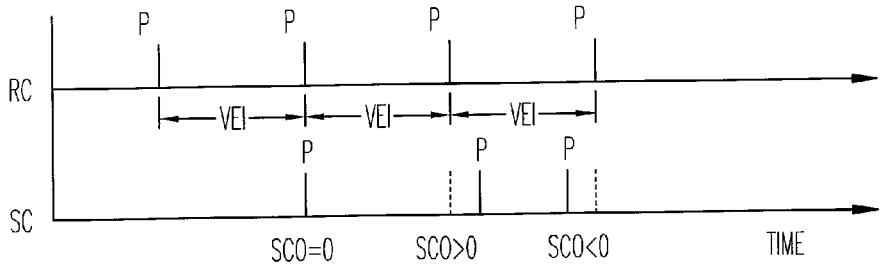 P P P P
RC
VEI VEI VEI
P P P
SC
SCO=0 SCO>0 SCO<0 TIME